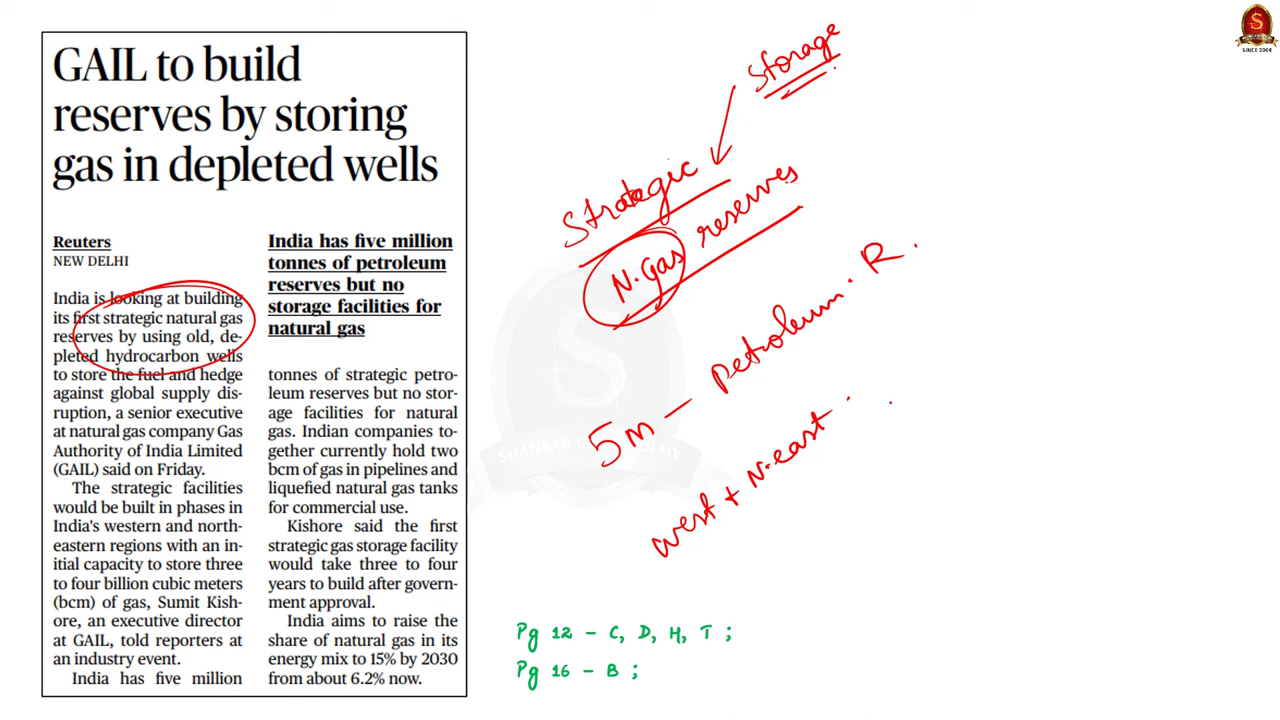 GAIL to build
reserves by storing
gas in depleted wells
Reuters
NEW DELHI
India is looking at building
its first strategic natural gas
reserves by using old, de-
pleted hydrocarbon wells
to store the fuel and hedge
against global supply dis-
ruption, a senior executive
at natural gas company Gas
Authority of India Limited
(GAIL) said on Friday.
The strategic facilities
would be built in phases in
India's western and north-
eastern regions with an in-
itial capacity to store three
to four billion cubic meters
(bcm) of gas, Sumit Kish-
ore, an executive director
at GAIL, told reporters at
an industry event.
India has five million
India has five million
tonnes of petroleum
reserves but no
storage facilities for
natural gas
tonnes of strategic petro-
leum reserves but no stor-
age facilities for natural
gas. Indian companies to-
gether currently hold two
bcm of gas in pipelines and
liquefied natural gas tanks
for commercial use.
Kishore said the first
strategic gas storage facility
would take three to four
years to build after govern-
ment approval.
India aims to raise the
share of natural gas in its
energy mix to 15% by 2030
from about 6.2% now.
Storage
Strategic
N.Gas reserves
5m — Petroleum. R.
west + N.east
Pg 12 - C, D, H, T ;
Pg 16 - B ;
S
SINCE 2004